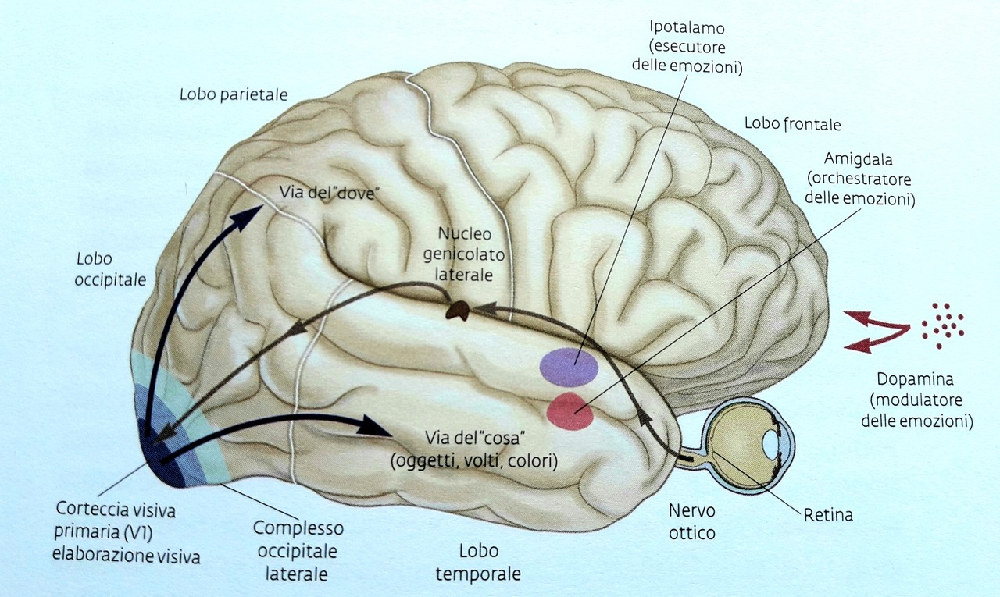 Ipotalamo
(esecutore
delle emozioni)
Lobo parietale
Lobo frontale
Amigdala
(orchestratore
delle emozioni)
Via del"dove"
Nucleo
genicolato
laterale
Lobo
occipitale
Dopamina
(modulatore
delle emozioni)
Via del"cosa"
(oggetti, volti, colori)
Corteccia visiva
primaria (V1)
elaborazione visiva
Complesso
occipitale
laterale
Lobo
temporale
Nervo
ottico
Retina